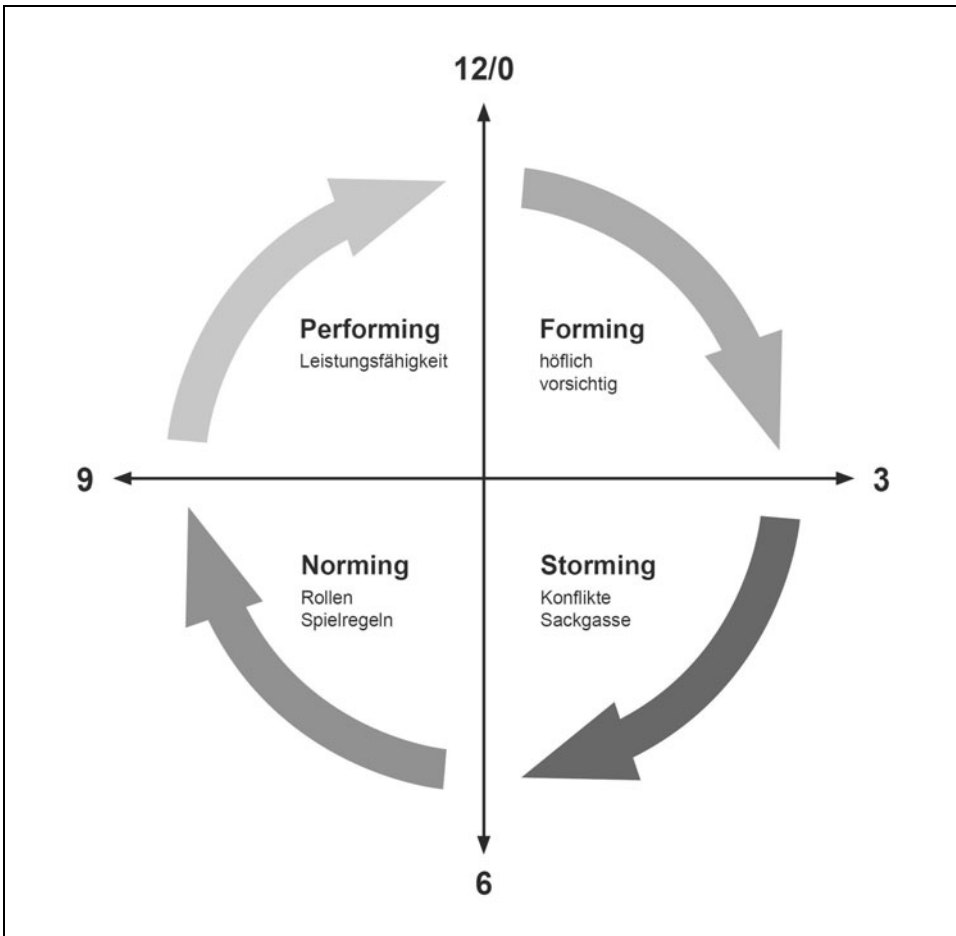 12/0
Performing
Leistungsfähigkeit
Forming
höflich
vorsichtig
9
3
Norming
Rollen
Spielregeln
Storming
Konflikte
Sackgasse
6